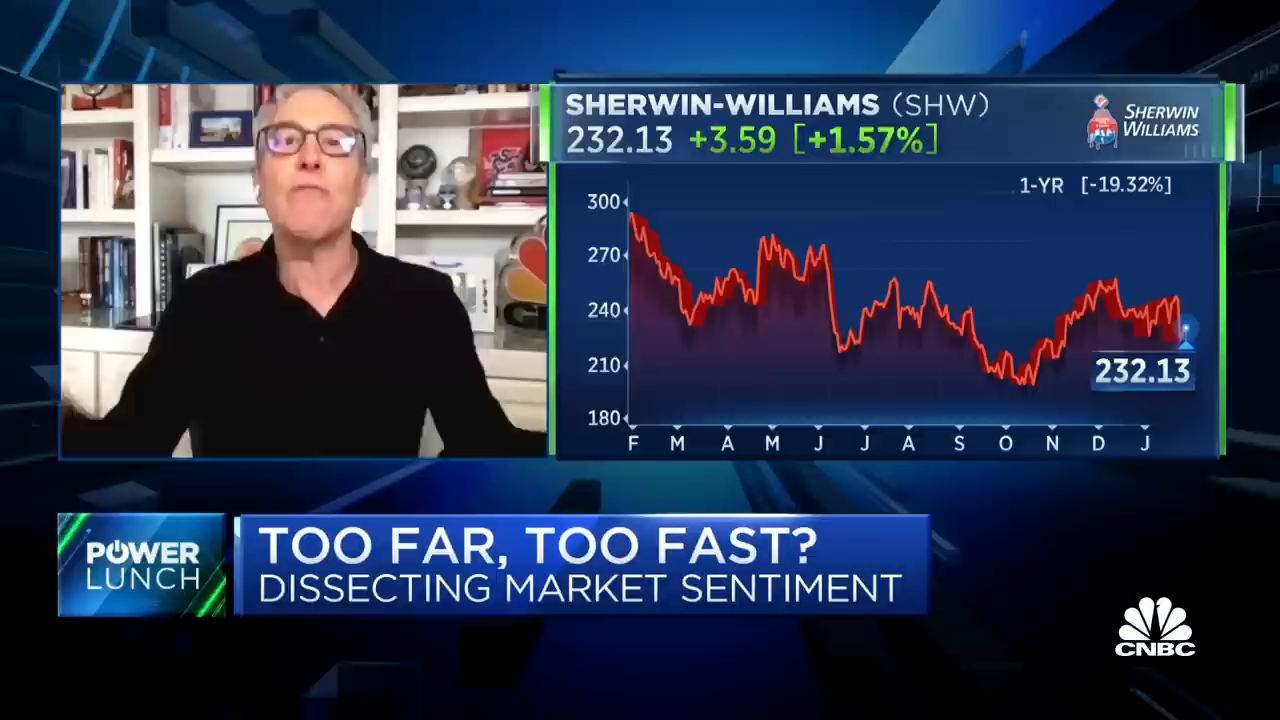 SHERWIN-WILLIAMS (SHW)
232.13 +3.59 [+1.57%]
SHERWIN
WILLIAMS
1-YR [-19.32%]
300
270
240
210
180
232.13
F M A M J J A S O N D J
POWER
LUNCH
TOO FAR, TOO FAST?
DISSECTING MARKET SENTIMENT
CNBC